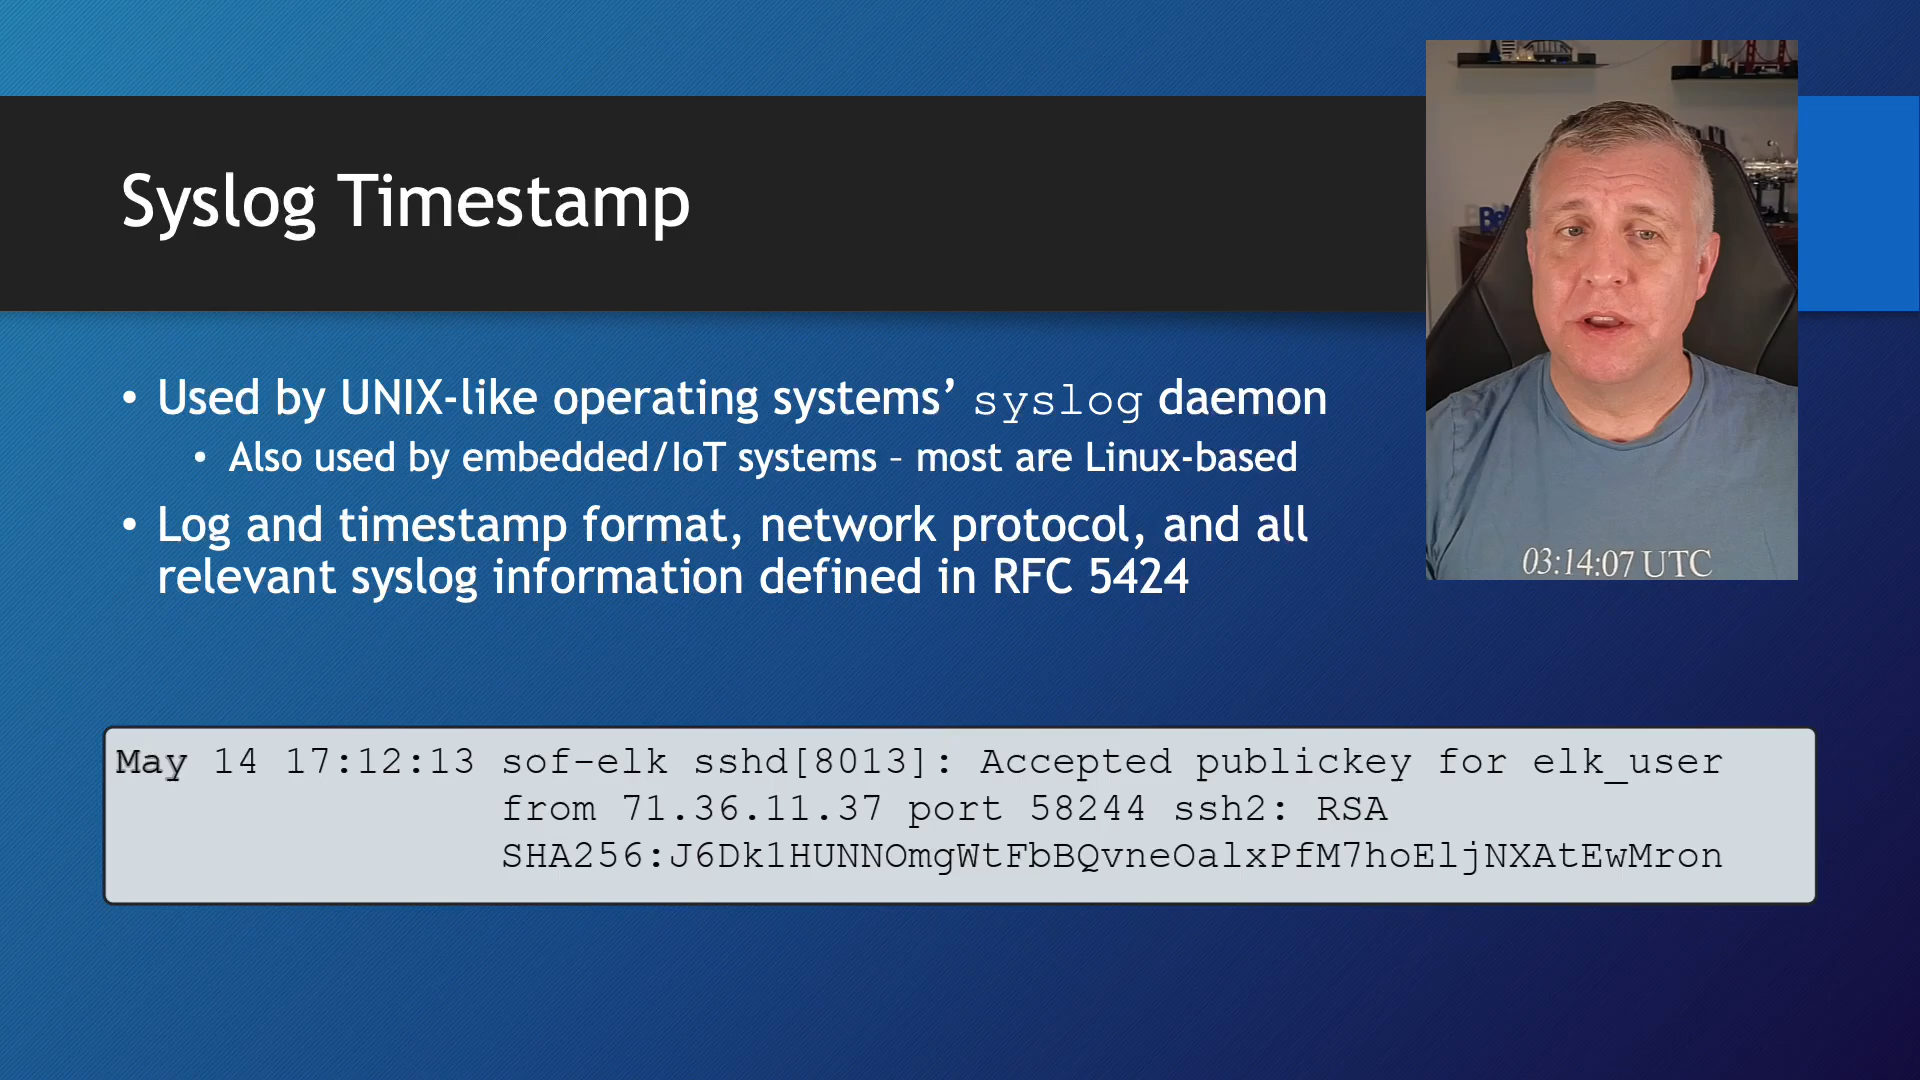 Syslog Timestamp
• Used by UNIX-like operating systems’ syslog daemon
• Also used by embedded/IoT systems – most are Linux-based
• Log and timestamp format, network protocol, and all
relevant syslog information defined in RFC 5424
03:14:07 UTC
May 14 17:12:13 sof-elk sshd[8013]: Accepted publickey for elk_user
from 71.36.11.37 port 58244 ssh2: RSA
SHA256:J6Dk1HUNNOmgWtFbBQvneOalxPfM7hoEljNXAtEwMron